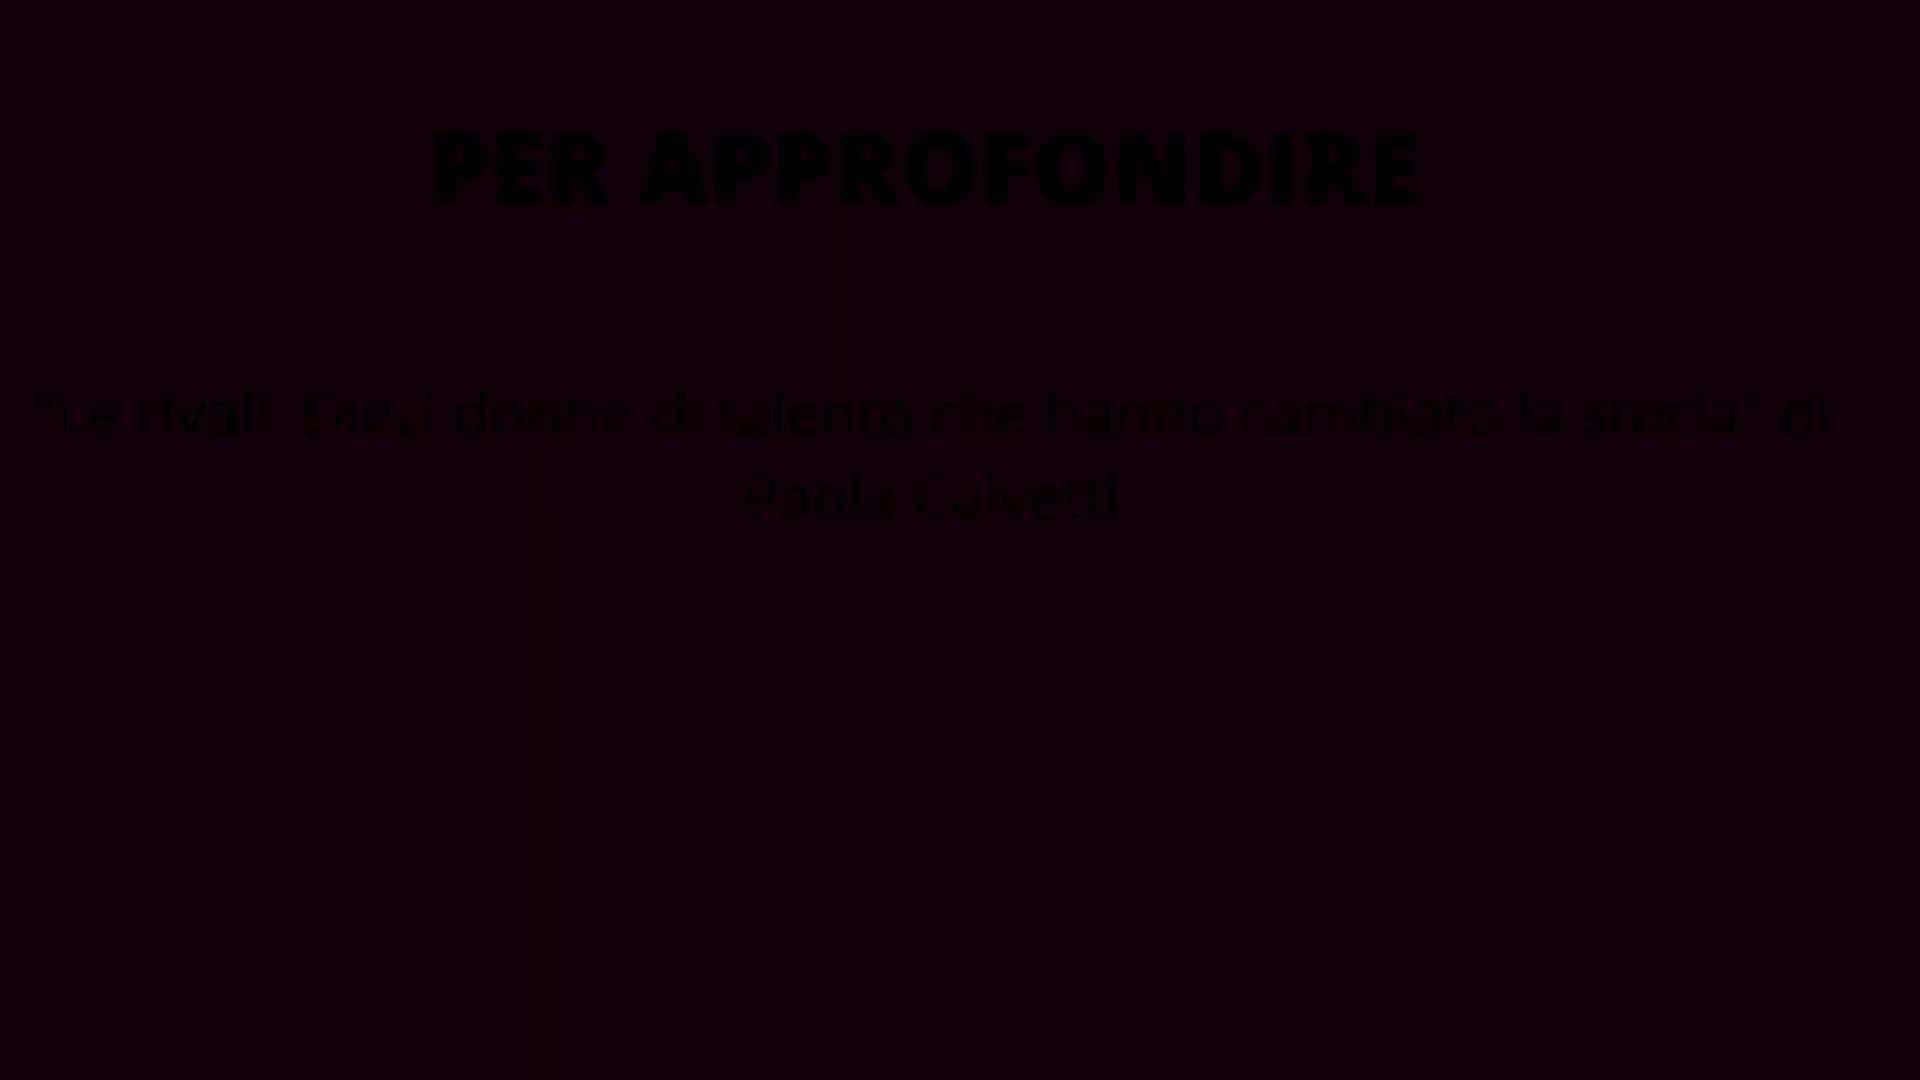 PER APPROFONDIRE
"Le rivali. Dieci donne di talento che hanno cambiato la storia" di
Paola Calvetti